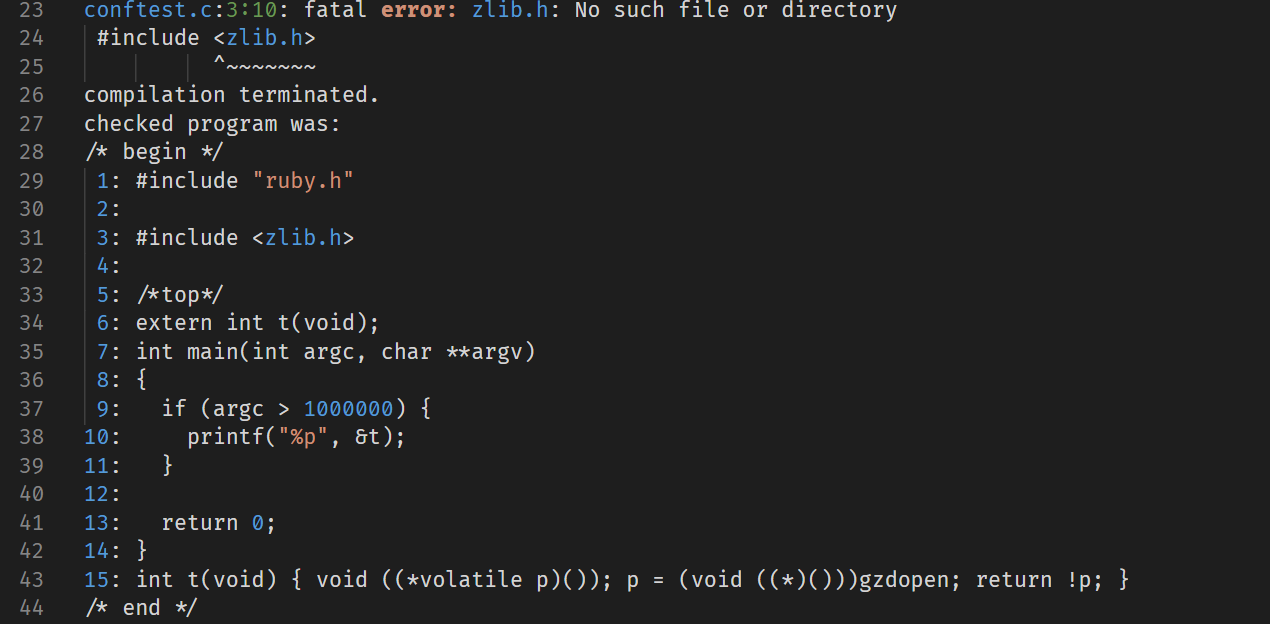 23 conftest.c:3:10: fatal error: zlib.h: No such file or directory
24  #include <zlib.h>
25           ^~~~~~~~
26 compilation terminated.
27 checked program was:
28 /* begin */
29  1: #include "ruby.h"
30  2:
31  3: #include <zlib.h>
32  4:
33  5: /*top*/
34  6: extern int t(void);
35  7: int main(int argc, char **argv)
36  8: {
37  9:   if (argc > 1000000) {
38 10:     printf("%p", &t);
39 11:   }
40 12:
41 13:   return 0;
42 14: }
43 15: int t(void) { void ((*volatile p)()); p = (void ((*)()))gzdopen; return !p; }
44 /* end */